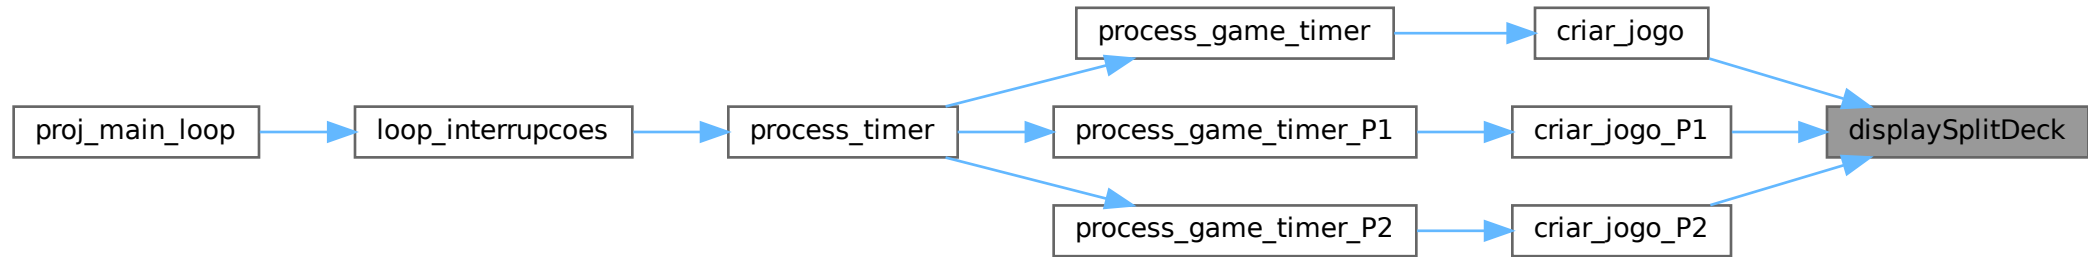 process_game_timer
criar_jogo
proj_main_loop
loop_interrupcoes
process_timer
process_game_timer_P1
criar_jogo_P1
displaySplitDeck
process_game_timer_P2
criar_jogo_P2